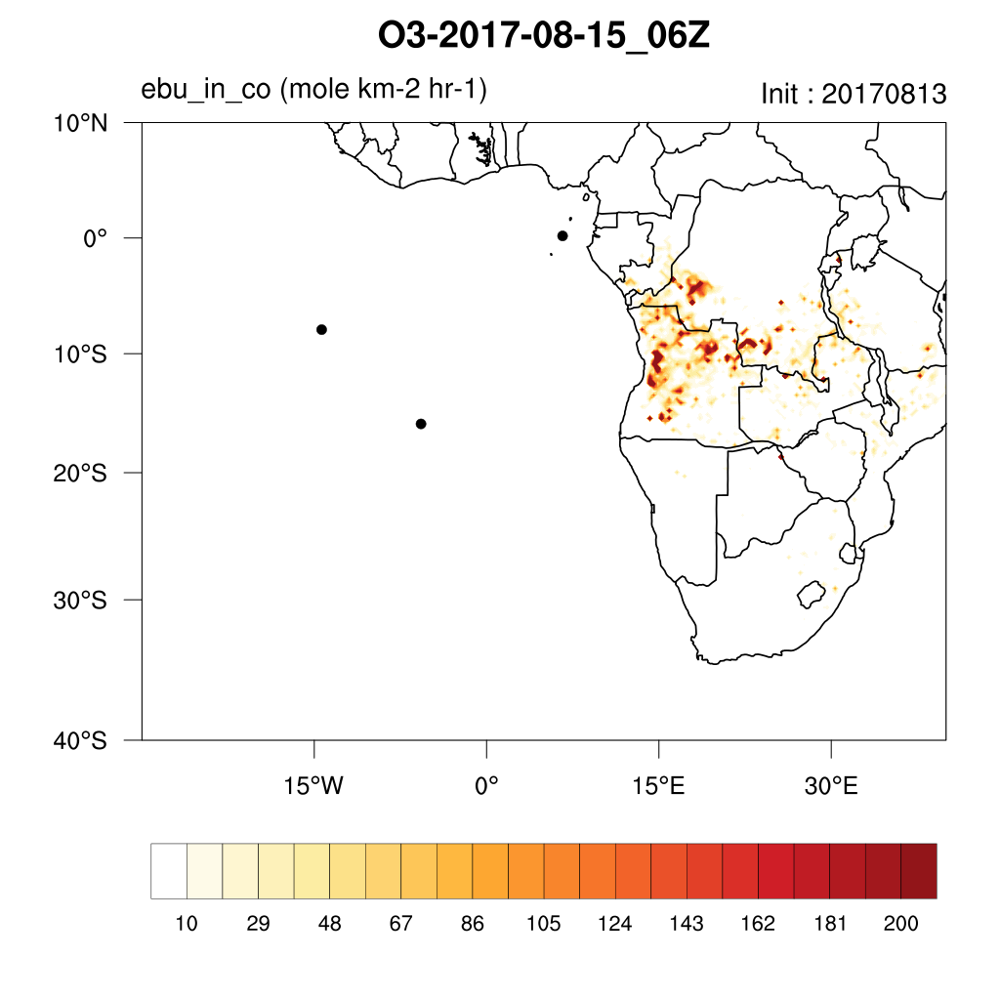 O3-2017-08-15_06Z
ebu_in_co (mole km-2 hr-1)
Init : 20170813
10°N
0°
10°S
20°S
30°S
40°S
15°W 0° 15°E 30°E
10 29 48 67 86 105 124 143 162 181 200